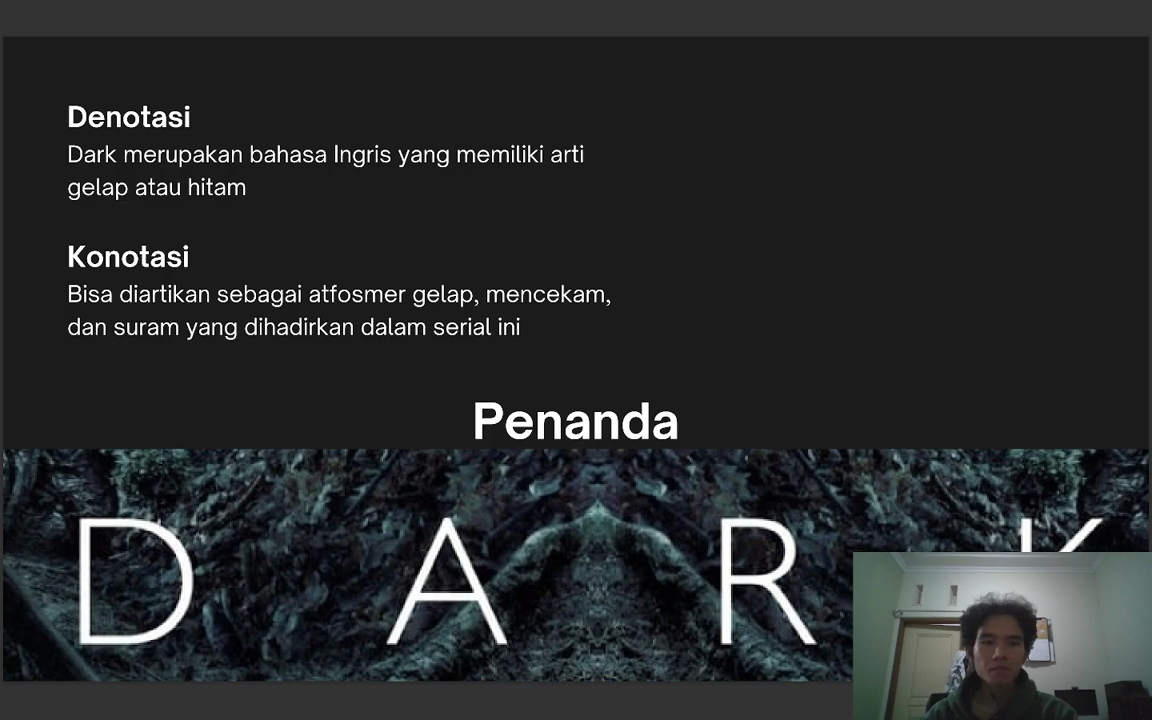 Denotasi
Dark merupakan bahasa Ingris yang memiliki arti
gelap atau hitam
Konotasi
Bisa diartikan sebagai atfosmer gelap, mencekam,
dan suram yang dihadirkan dalam serial ini
Penanda
D A R K